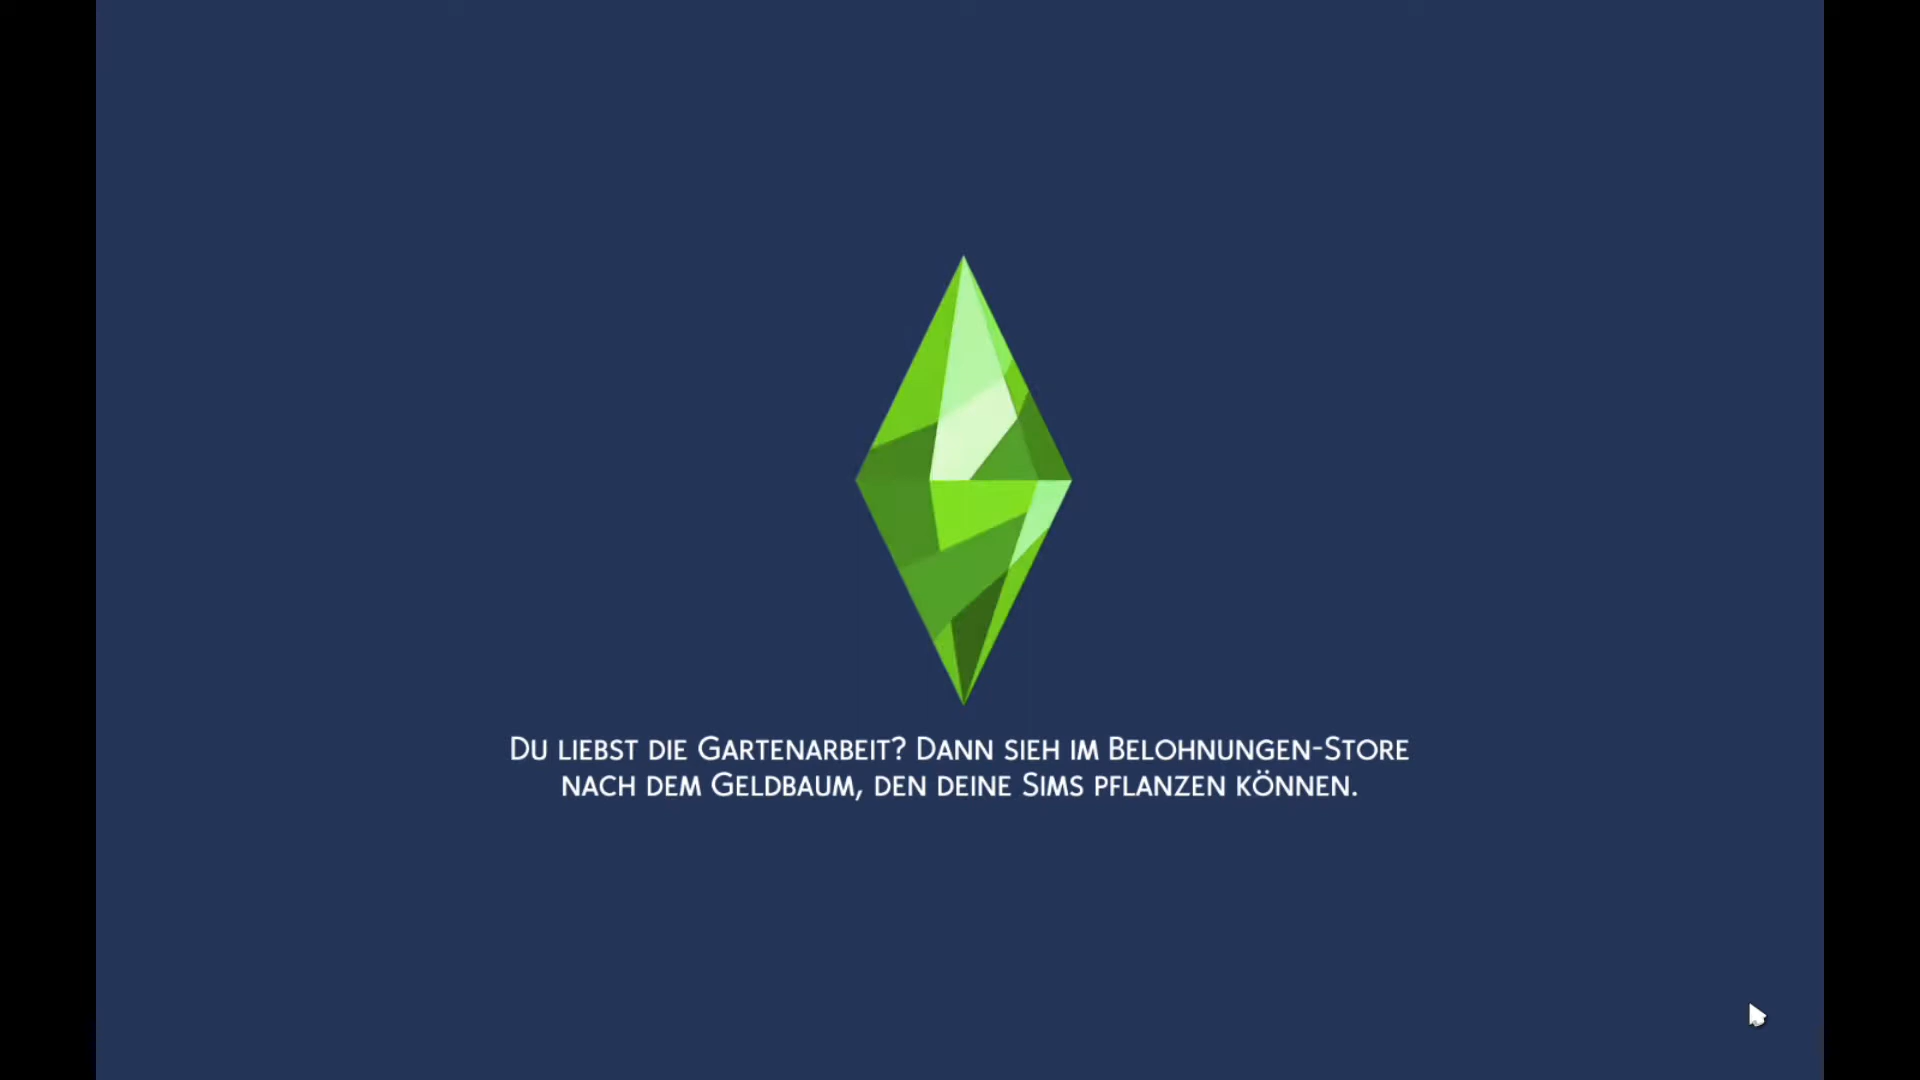 Du liebst die Gartenarbeit? Dann sieh im Belohnungen-Store
nach dem Geldbaum, den deine Sims pflanzen können.